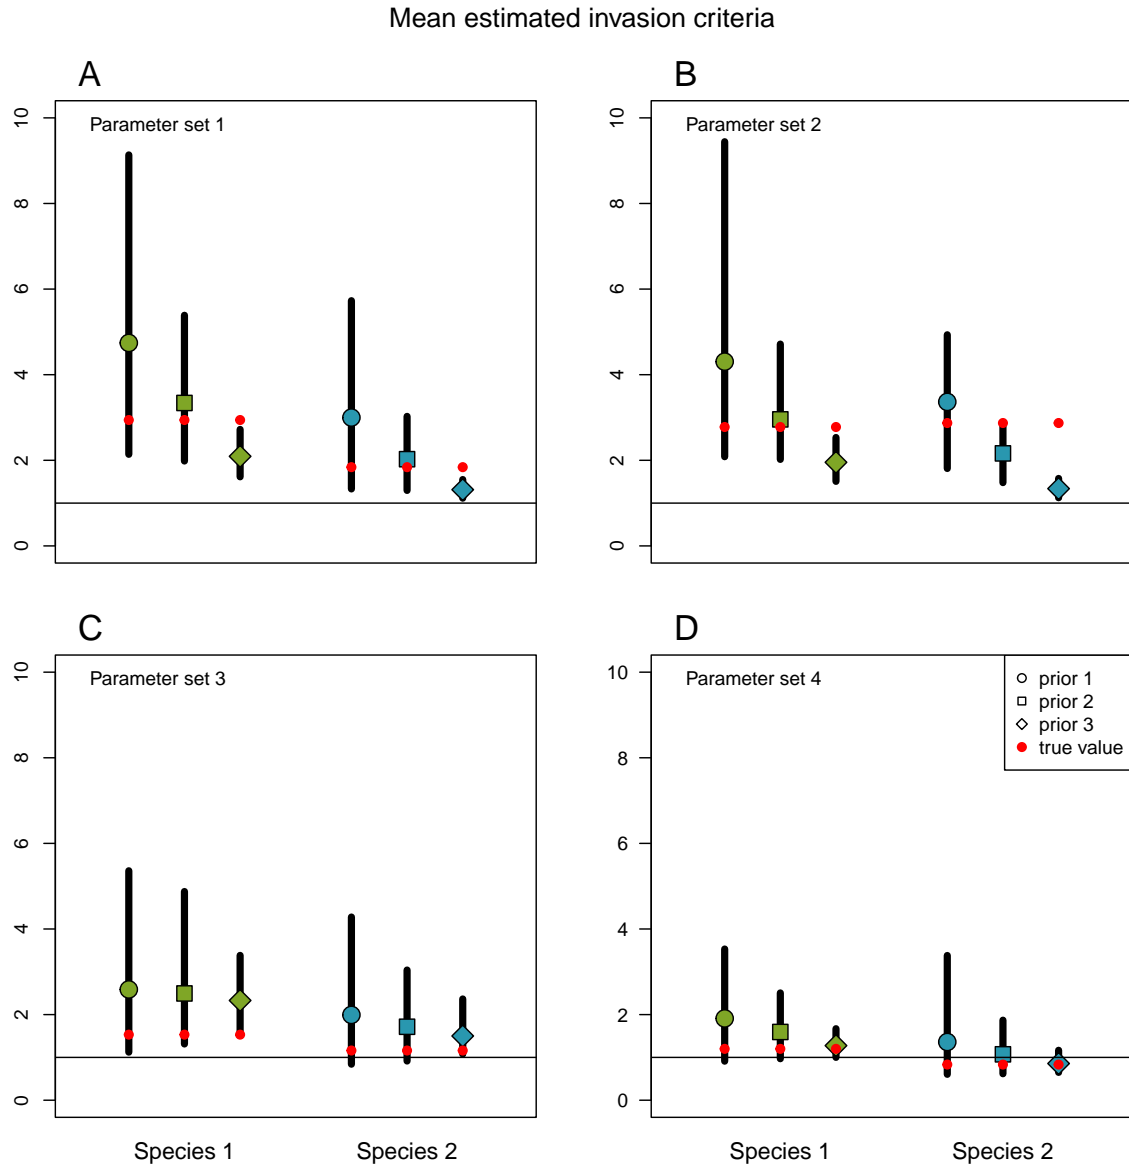 Mean estimated invasion criteria
A
Parameter set 1
10
8
6
4
2
0
B
Parameter set 2
10
8
6
4
2
0
C
Parameter set 3
10
8
6
4
2
0
D
Parameter set 4
10
8
6
4
2
0
prior 1
prior 2
prior 3
true value
Species 1
Species 2
Species 1
Species 2